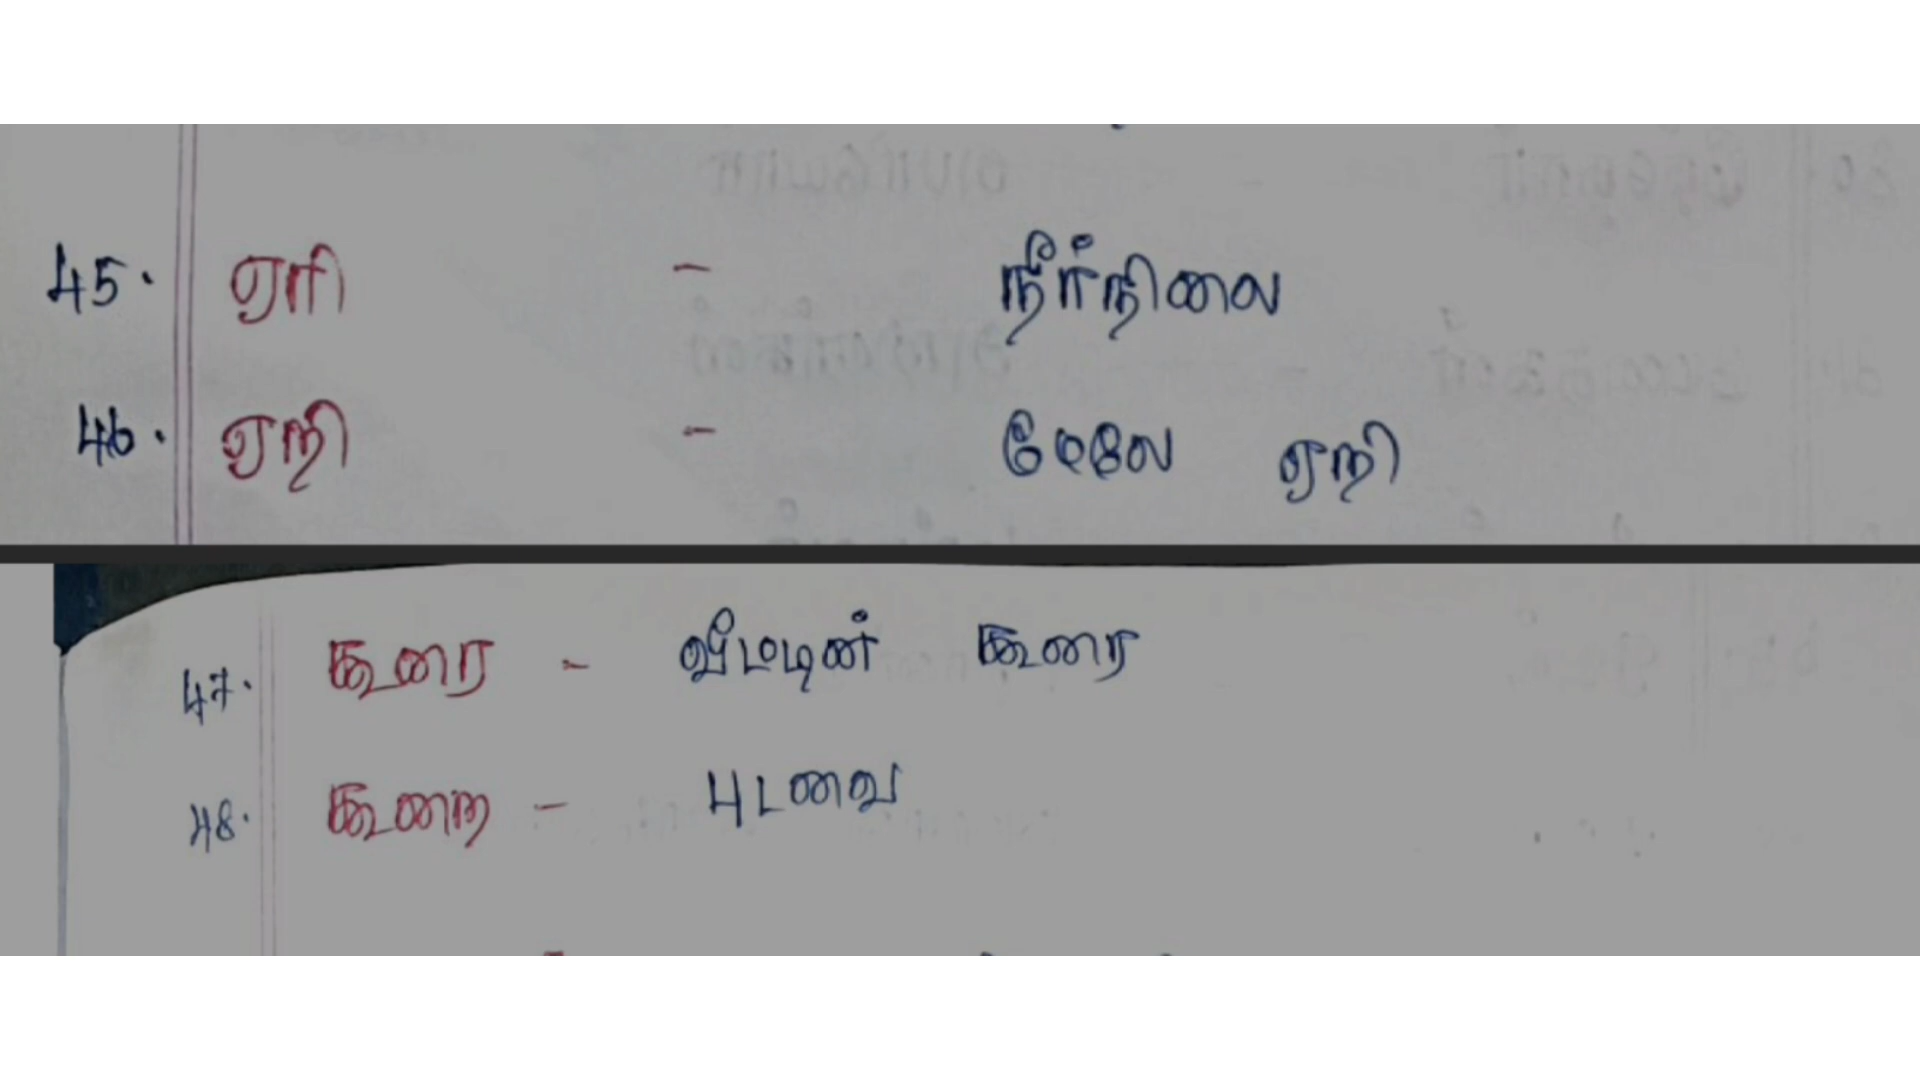 45. ஏரி - நீர்நிலை
46. ஏறி - மேலே ஏறி
47. கூரை - வீட்டின் கூரை
48. கூறை - புடவை